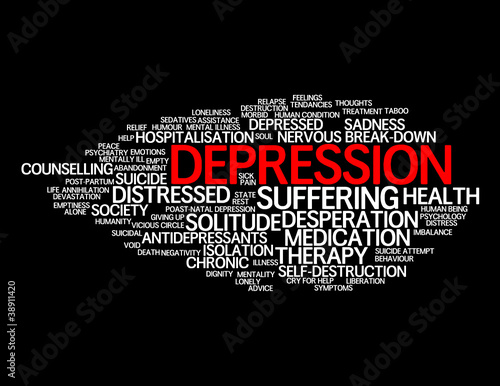 FEELINGS
RELAPSE TENDANCIES THOUGHTS
DESTRUCTION TREATMENT TABOO
LONELINESS MORBID HUMAN CONDITION
SEDATIVES ASSISTANCE DEPRESSED SADNESS
RELIEF HUMOUR MENTAL ILLNESS
HELP HOSPITALISATION SOUL NERVOUS BREAK-DOWN
PEACE
PSYCHIATRY EMOTIONS DEPRESSION
MENTALLY ILL EMPTY
COUNSELLING ABANDONMENT
POST-PARTUM SUICIDE SICK PAIN
LIFE ANNIHILATION DISTRESSED STATE SUFFERING HEALTH
DEVASTATION REST
EMPTINESS POST-NATAL DEPRESSION HUMAN BEING
ALONE SOCIETY GIVING UP SOLITUDE DESPERATION PSYCHOLOGY
HUMANITY VICIOUS CIRCLE DISTRESS
SUICIDAL ANTIDEPRESSANTS MEDICATION IMBALANCE
VOID ISOLATION THERAPY SUICIDE ATTEMPT
DEATH NEGATIVITY BEHAVIOUR
CHRONIC ILLNESS
DIGNITY MENTALITY SELF-DESTRUCTION
LONELY CRY FOR HELP LIBERATION
ADVICE SYMPTOMS
Adobe Stock | #38911420